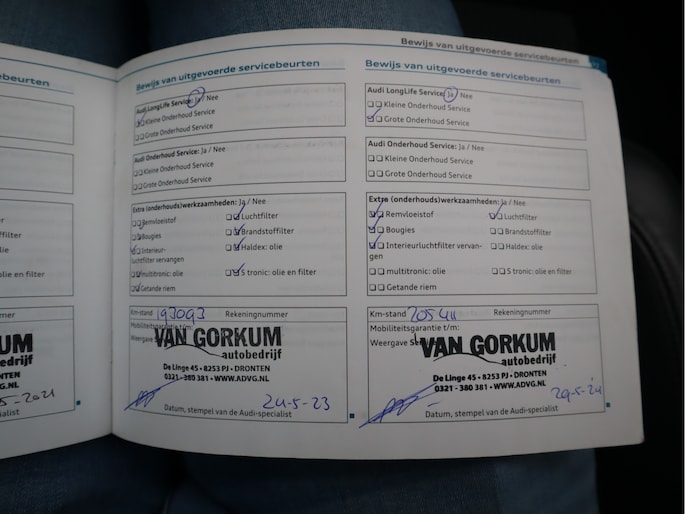 Bewijs van uitgevoerde servicebeurten
cebeurten
ffilter
olie
lie en filter
UM
edrijf
TEN
G.NL
5-2021
ialist
Bewijs van uitgevoerde servicebeurten
Audi LongLife Service: Ja / Nee
Kleine Onderhoud Service
Grote Onderhoud Service
Audi Onderhoud Service: Ja / Nee
Kleine Onderhoud Service
Grote Onderhoud Service
Extra (onderhouds)werkzaamheden: Ja / Nee
Remvloeistof
Luchtfilter
Bougies
Brandstoffilter
Interieur-
luchtfilter vervangen
Haldex: olie
multitronic: olie
S tronic: olie en filter
Getande riem
Km-stand 193093 Rekeningnummer
Mobiliteitsgarantie t/m:
Weergave
VAN GORKUM
autobedrijf
De Linge 45 • 8253 PJ • DRONTEN
0321 - 380 381 • WWW.ADVG.NL
24-5-23
Datum, stempel van de Audi-specialist
Bewijs van uitgevoerde servicebeurten
Audi LongLife Service: Ja / Nee
Kleine Onderhoud Service
Grote Onderhoud Service
Audi Onderhoud Service: Ja / Nee
Kleine Onderhoud Service
Grote Onderhoud Service
Extra (onderhouds)werkzaamheden: Ja / Nee
Remvloeistof
Luchtfilter
Bougies
Brandstoffilter
Interieurluchtfilter vervan-
gen
Haldex: olie
multitronic: olie
S tronic: olie en filter
Getande riem
Km-stand 205411 Rekeningnummer
Mobiliteitsgarantie t/m:
Weergave
VAN GORKUM
autobedrijf
De Linge 45 • 8253 PJ • DRONTEN
0321 - 380 381 • WWW.ADVG.NL
29-5-24
Datum, stempel van de Audi-specialist